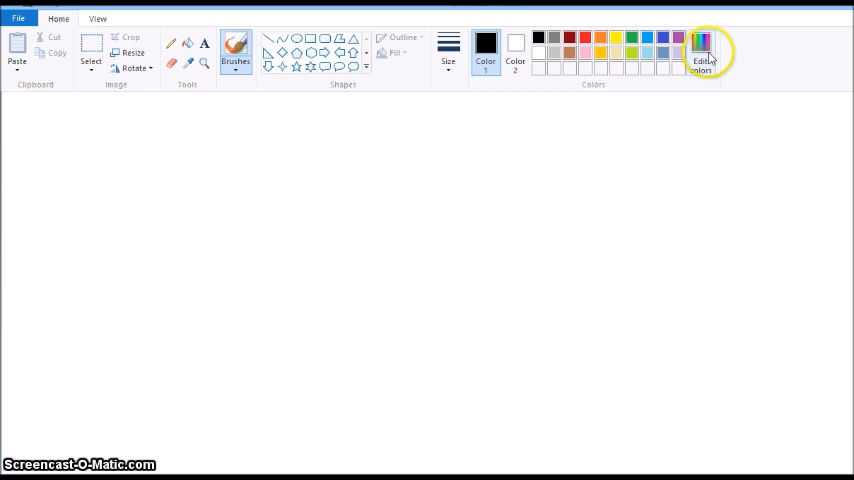 File Home View
Paste Cut Copy
Select Crop Resize Rotate
A
Brushes
Outline
Fill
Size
Color 1
Color 2
Edit colors
Clipboard Image Tools Shapes Colors
Screencast-O-Matic.com